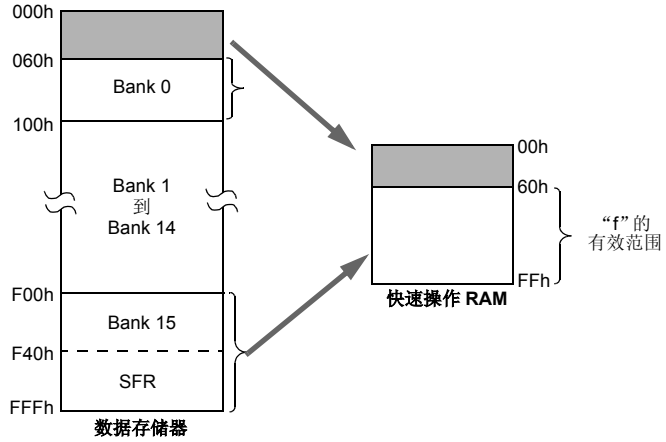 000h
060h
Bank 0
100h
Bank 1
到
Bank 14
F00h
Bank 15
F40h
SFR
FFFh
数据存储器
00h
60h
“f”的
有效范围
FFh
快速操作 RAM